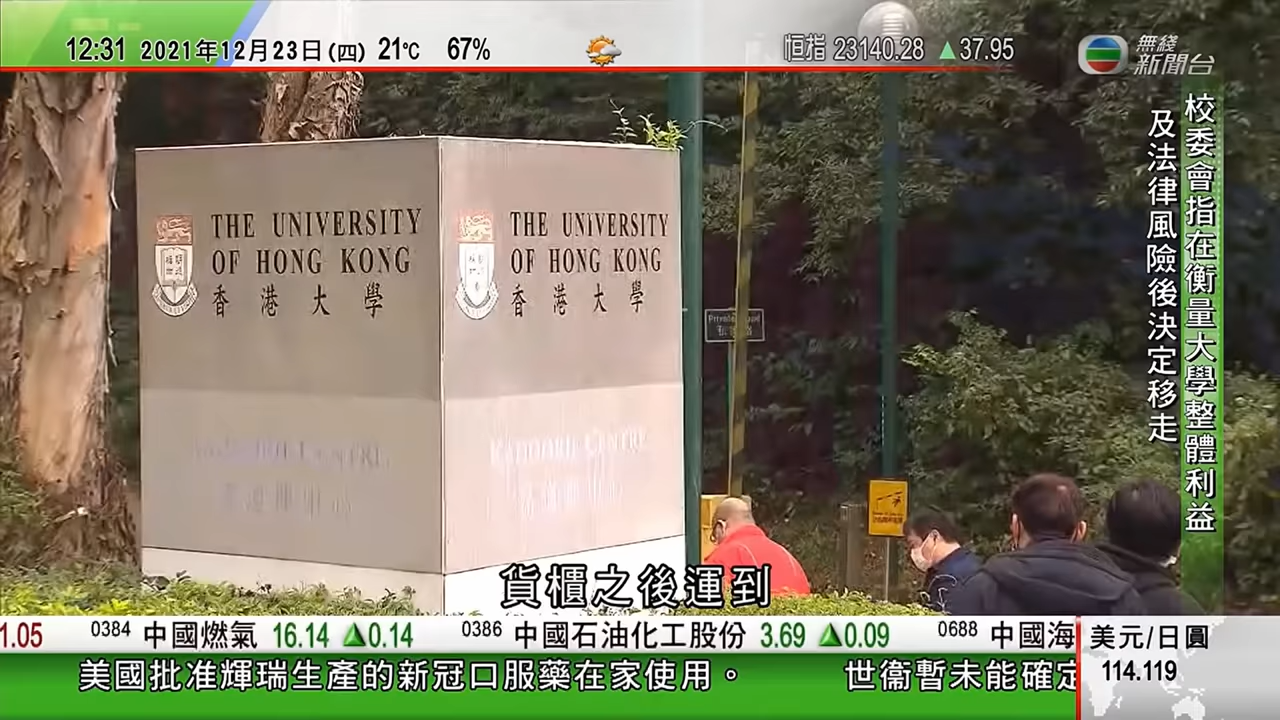 12:31 2021年12月23日(四) 21℃ 67%
恒指 23140.28 ▲37.95
無綫
新聞台
校委會指在衡量大學整體利益
及法律風險後決定移走
THE UNIVERSITY
OF HONG KONG
香港大學
THE UNIVERSITY
OF HONG KONG
香港大學
CENTRE
貨櫃之後運到
1.05 0384 中國燃氣 16.14 ▲0.14 0386 中國石油化工股份 3.69 ▲0.09 0688 中國海
美元/日圓
114.119
美國批准輝瑞生產的新冠口服藥在家使用。 世衞暫未能確定